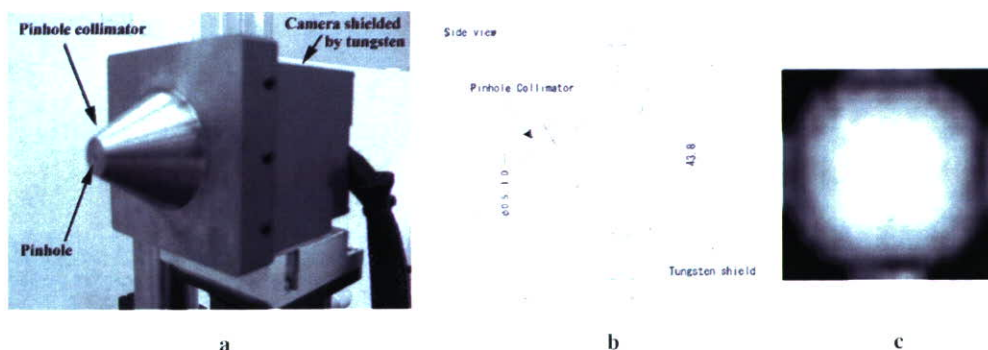 Pinhole collimator
Camera shielded
by tungsten
Pinhole
Side view
Pinhole Collimator
43.8
Tungsten shield
a
b
c